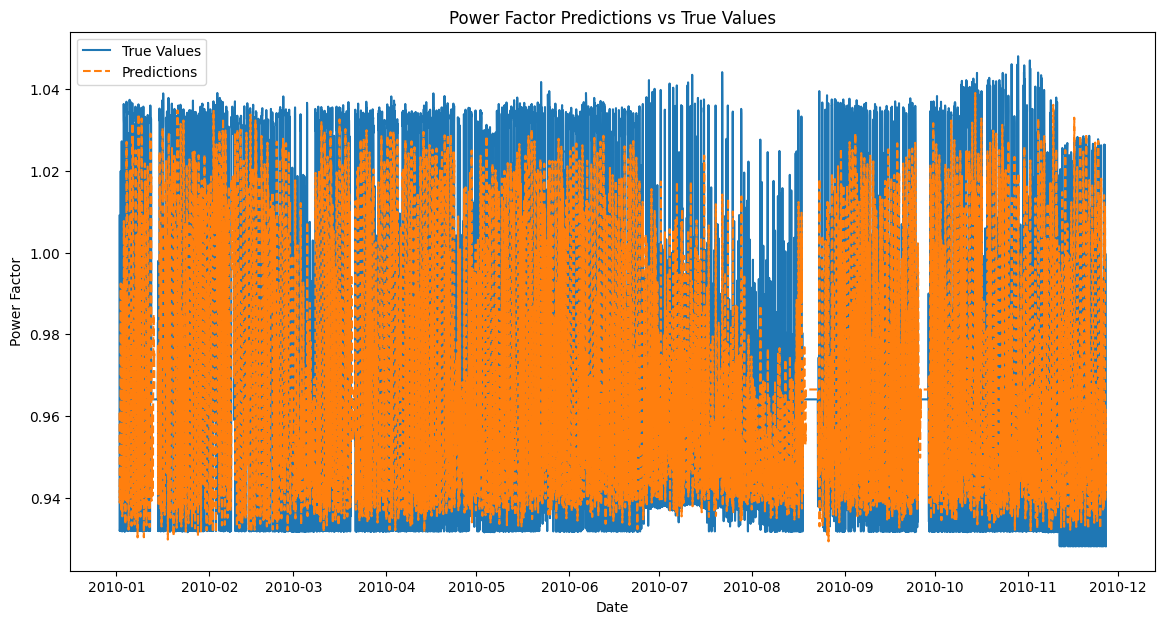 Power Factor Predictions vs True Values
True Values
Predictions
Power Factor
1.04
1.02
1.00
0.98
0.96
0.94
2010-01 2010-02 2010-03 2010-04 2010-05 2010-06 2010-07 2010-08 2010-09 2010-10 2010-11 2010-12
Date